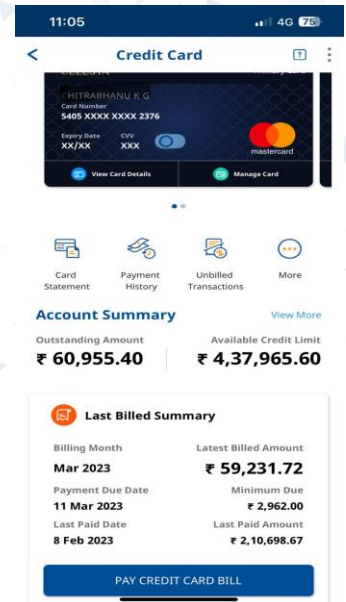 11:05 4G 75
Credit Card ?
CELESTA
CHITRABHANU K G
Card Number
5405 XXXX XXXX 2376
Expiry Date CVV
XX/XX XXX
mastercard
View Card Details Manage Card
Card Payment Unbilled More
Statement History Transactions
Account Summary View More
Outstanding Amount Available Credit Limit
₹ 60,955.40 ₹ 4,37,965.60
Last Billed Summary
Billing Month Latest Billed Amount
Mar 2023 ₹ 59,231.72
Payment Due Date Minimum Due
11 Mar 2023 ₹ 2,962.00
Last Paid Date Last Paid Amount
8 Feb 2023 ₹ 2,10,698.67
PAY CREDIT CARD BILL